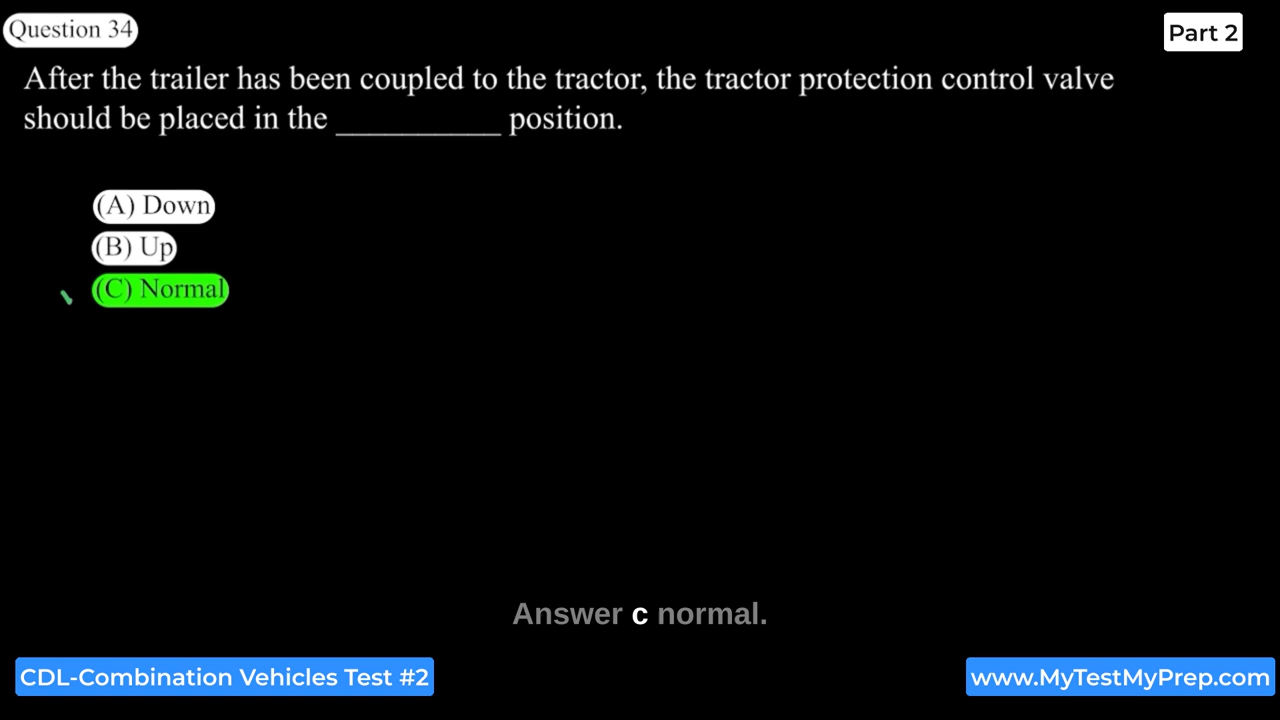 Question 34
Part 2
After the trailer has been coupled to the tractor, the tractor protection control valve
should be placed in the __________ position.
(A) Down
(B) Up
(C) Normal
Answer c normal.
CDL-Combination Vehicles Test #2
www.MyTestMyPrep.com